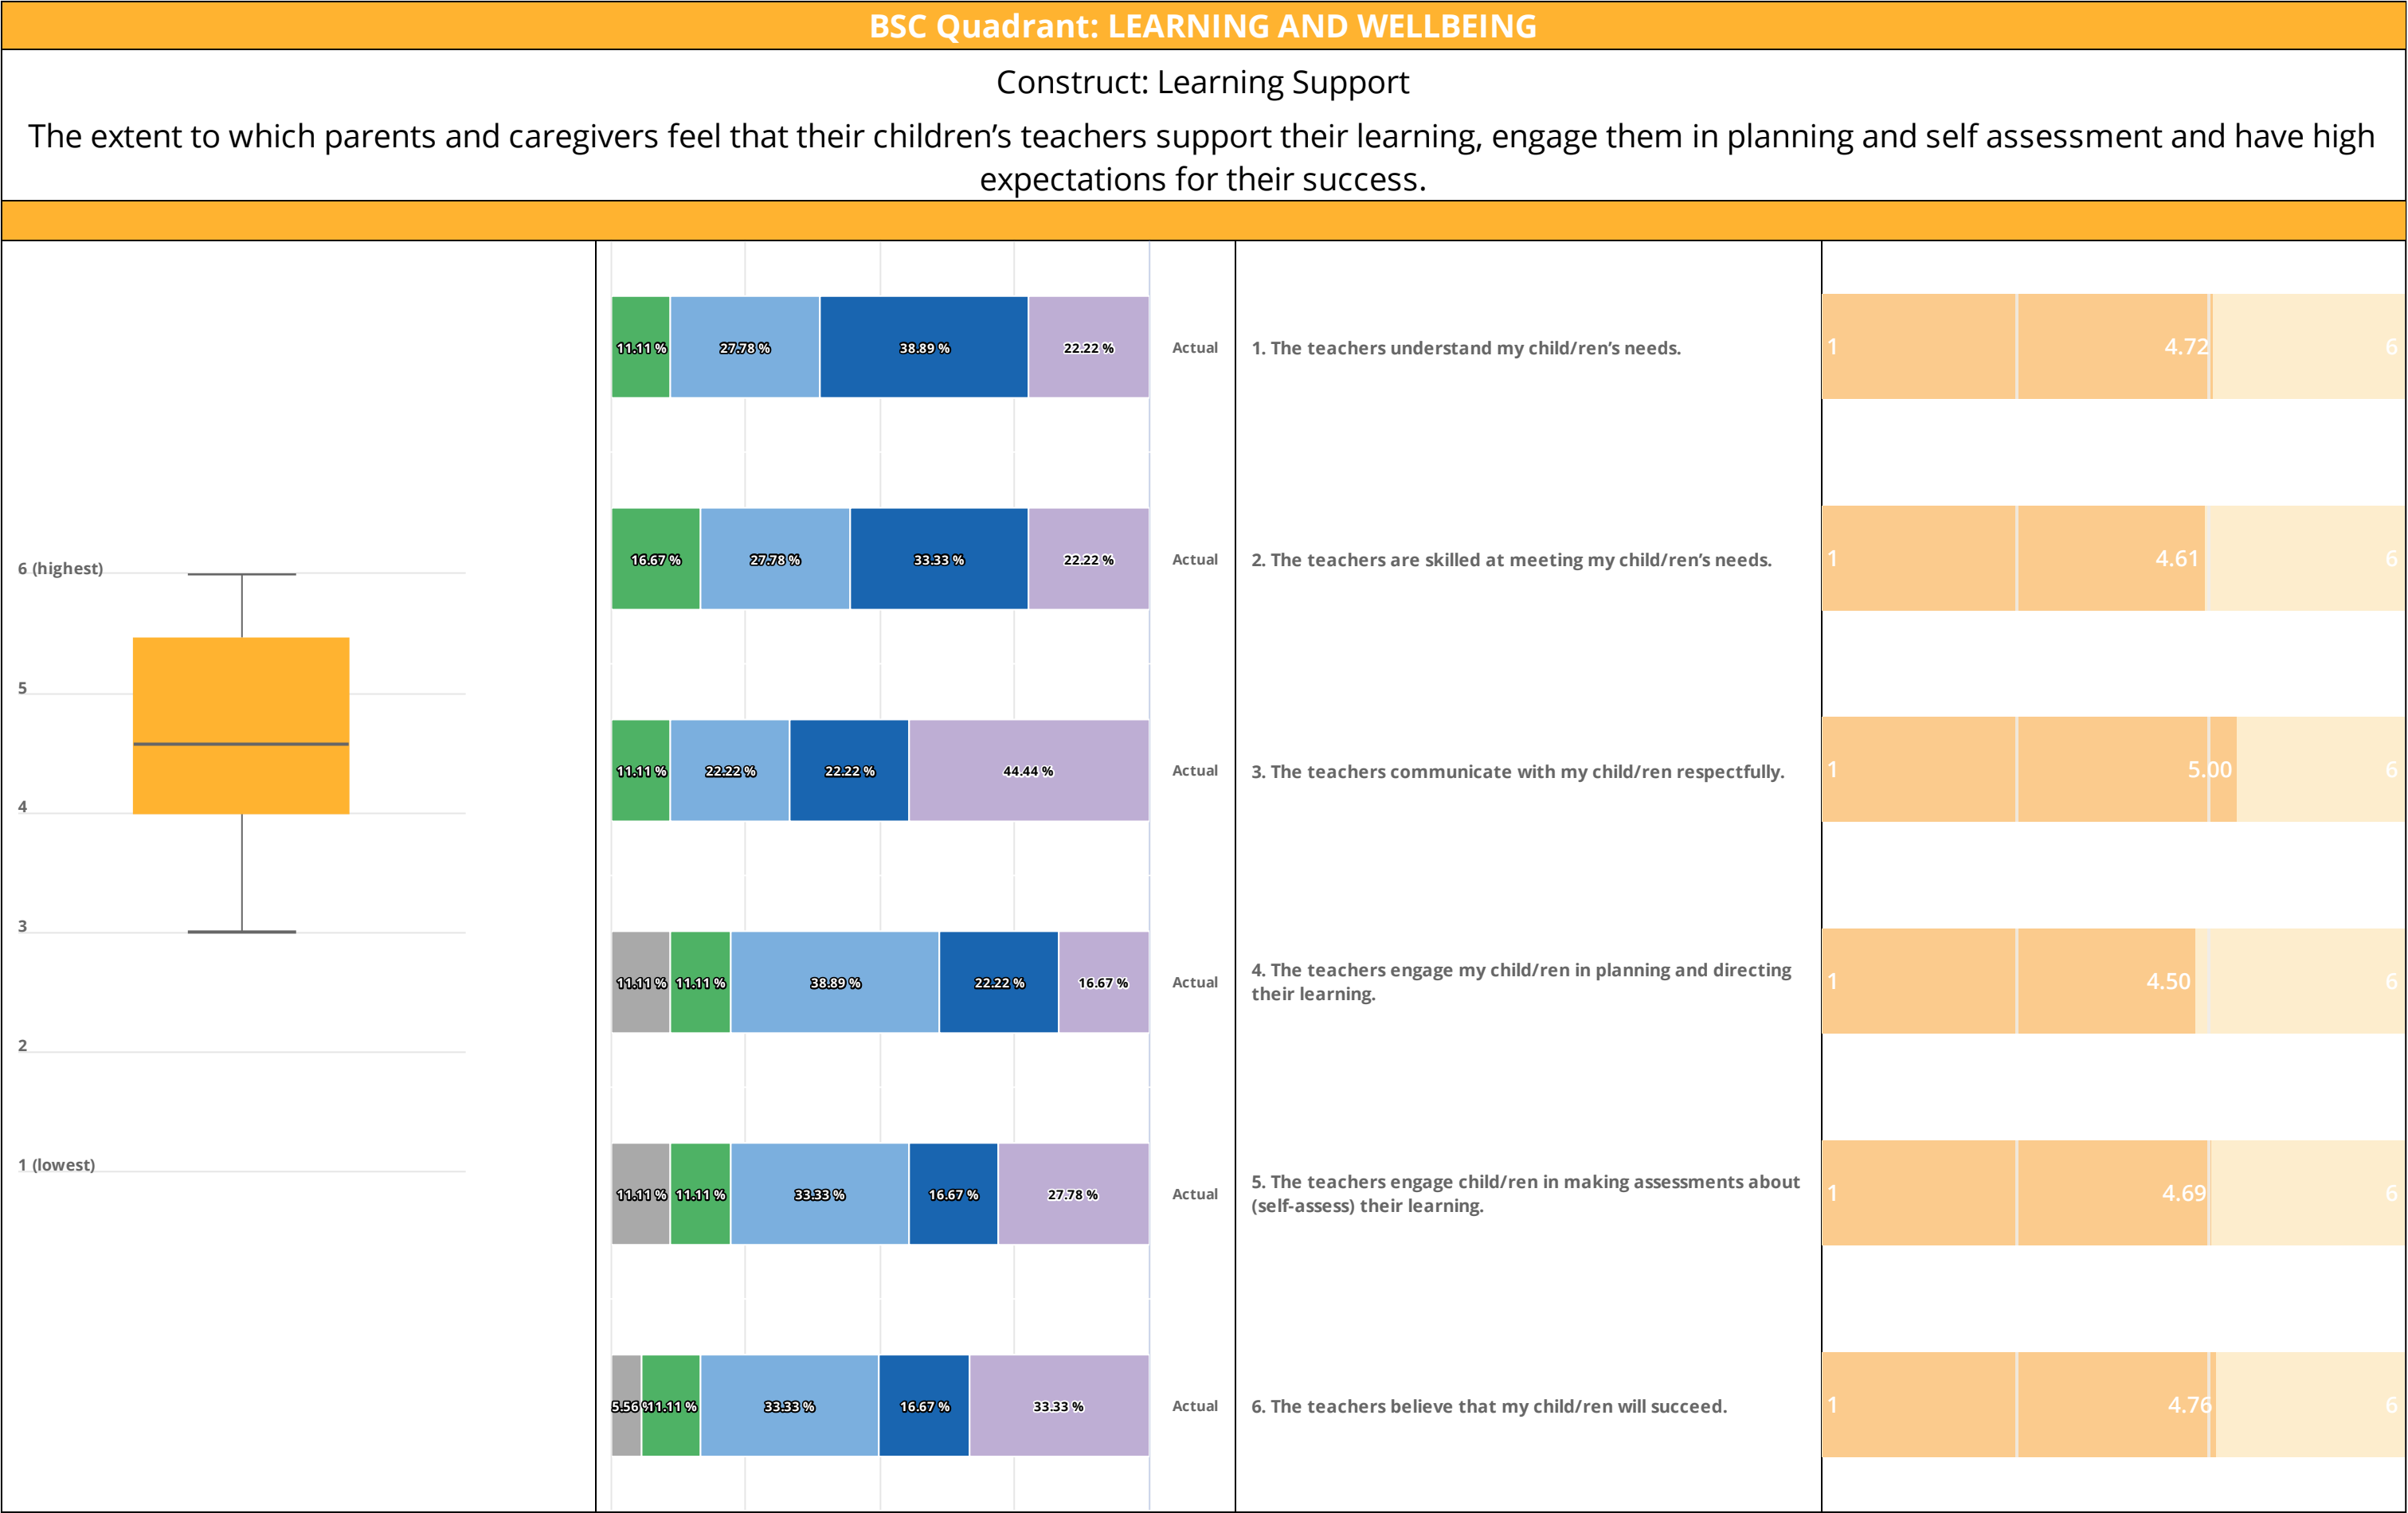 BSC Quadrant: LEARNING AND WELLBEING
Construct: Learning Support
The extent to which parents and caregivers feel that their children’s teachers support their learning, engage them in planning and self assessment and have high
expectations for their success.
6 (highest)
5
4
3
2
1 (lowest)
11.11 % 27.78 % 38.89 % 22.22 % Actual
1. The teachers understand my child/ren’s needs.
1 4.72 6
16.67 % 27.78 % 33.33 % 22.22 % Actual
2. The teachers are skilled at meeting my child/ren’s needs.
1 4.61 6
11.11 % 22.22 % 22.22 % 44.44 % Actual
3. The teachers communicate with my child/ren respectfully.
1 5.00 6
11.11 % 11.11 % 38.89 % 22.22 % 16.67 % Actual
4. The teachers engage my child/ren in planning and directing
their learning.
1 4.50 6
11.11 % 11.11 % 33.33 % 16.67 % 27.78 % Actual
5. The teachers engage child/ren in making assessments about
(self-assess) their learning.
1 4.69 6
5.56 % 11.11 % 33.33 % 16.67 % 33.33 % Actual
6. The teachers believe that my child/ren will succeed.
1 4.76 6